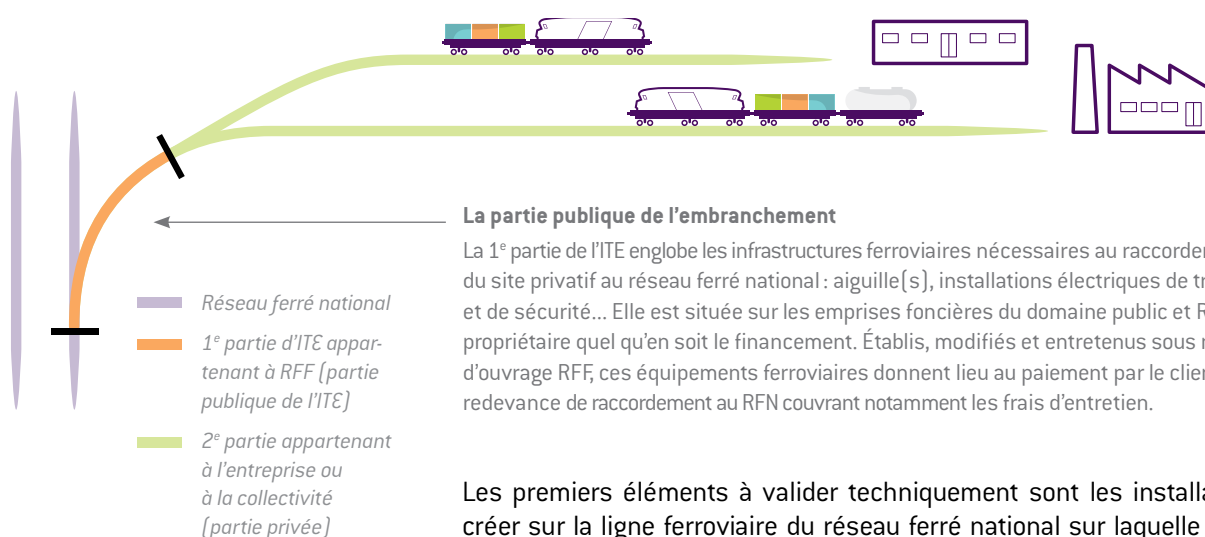 La partie publique de l'embranchement
La 1e partie de l'ITE englobe les infrastructures ferroviaires nécessaires au
du site privatif au réseau ferré national : aiguille(s), installations électriques de
et de sécurité... Elle est située sur les emprises foncières du domaine public et
propriétaire quel qu'en soit le financement. Établis, modifiés et entretenus sous
d'ouvrage RFF, ces équipements ferroviaires donnent lieu au paiement par le
redevance de raccordement au RFN couvrant notamment les frais d'entretien.
Réseau ferré national
1e partie d'ITE appar-
tenant à RFF (partie
publique de l'ITE)
2e partie appartenant
à l'entreprise ou
à la collectivité
(partie privée)
Les premiers éléments à valider techniquement sont les
créer sur la ligne ferroviaire du réseau ferré national sur laquelle